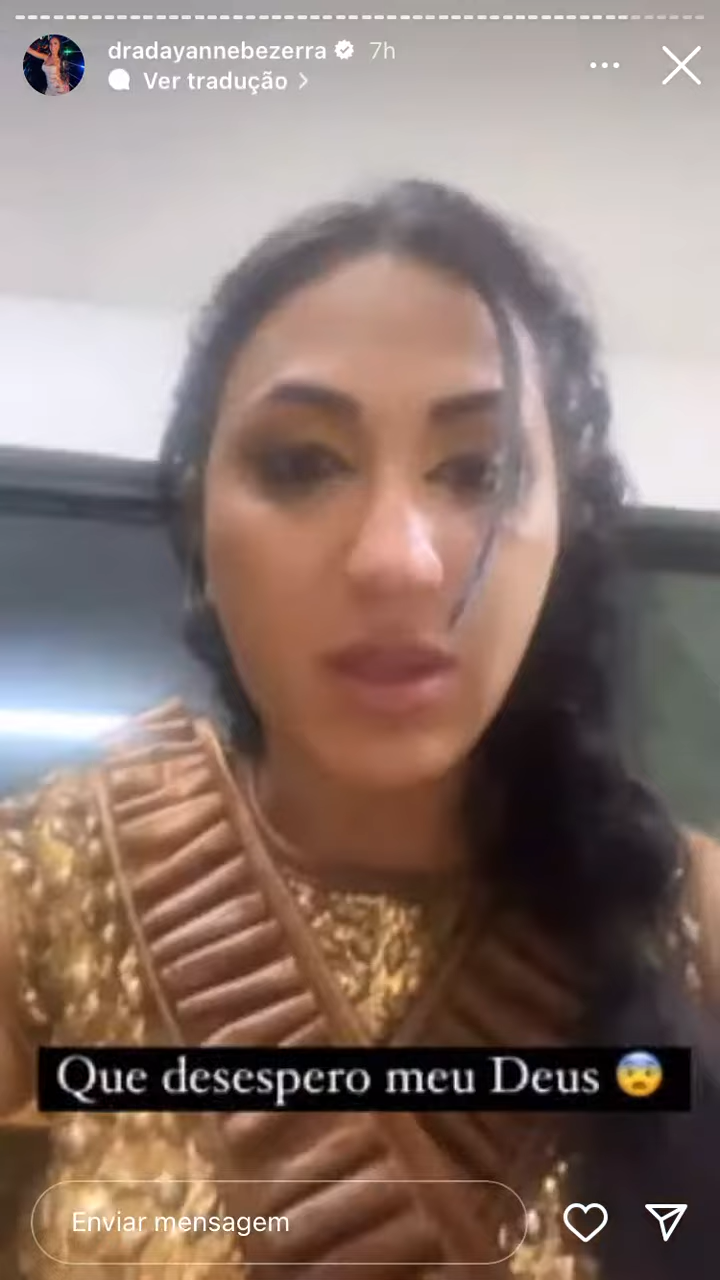 dradayannebezerra 7h
Ver tradução
Que desespero meu Deus 😨
Enviar mensagem